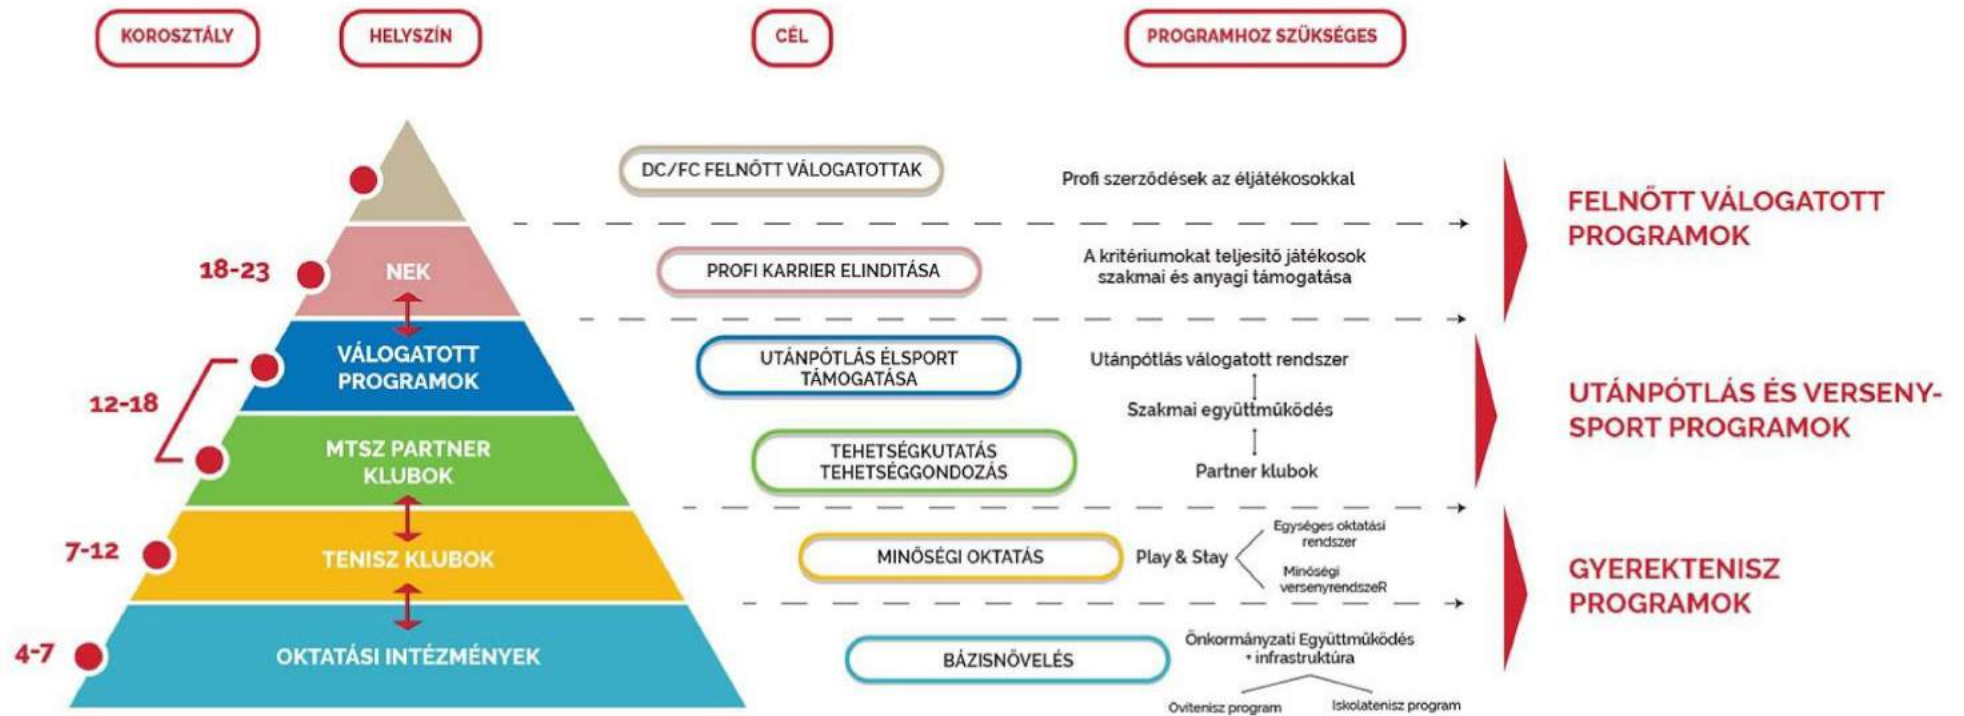 KOROSZTÁLY
HELYSZÍN
CÉL
PROGRAMHOZ SZÜKSÉGES
DC/FC FELNŐTT VÁLOGATOTTAK
Profi szerződések az éljátékosokkal
FELNŐTT VÁLOGATOTT
PROGRAMOK
18-23
NEK
PROFI KARRIER ELINDITÁSA
A kritériumokat teljesitő játékosok
szakmai és anyagi támogatása
12-18
VÁLOGATOTT
PROGRAMOK
UTÁNPÓTLÁS ÉLSPORT
TÁMOGATÁSA
Utánpótlás válogatott rendszer
Szakmai együttműködés
Partner klubok
UTÁNPÓTLÁS ÉS VERSENY-
SPORT PROGRAMOK
MTSZ PARTNER
KLUBOK
TEHETSÉGKUTATÁS
TEHETSÉGGONDOZÁS
7-12
TENISZ KLUBOK
MINŐSÉGI OKTATÁS
Play & Stay
Egységes oktatási
rendszer
Minőségi
versenyrendszeR
GYEREKTENISZ
PROGRAMOK
4-7
OKTATÁSI INTÉZMÉNYEK
BÁZISNÖVELÉS
Önkormányzati Együttműködés
+ infrastruktúra
Ovitenisz program
Iskolatenisz program